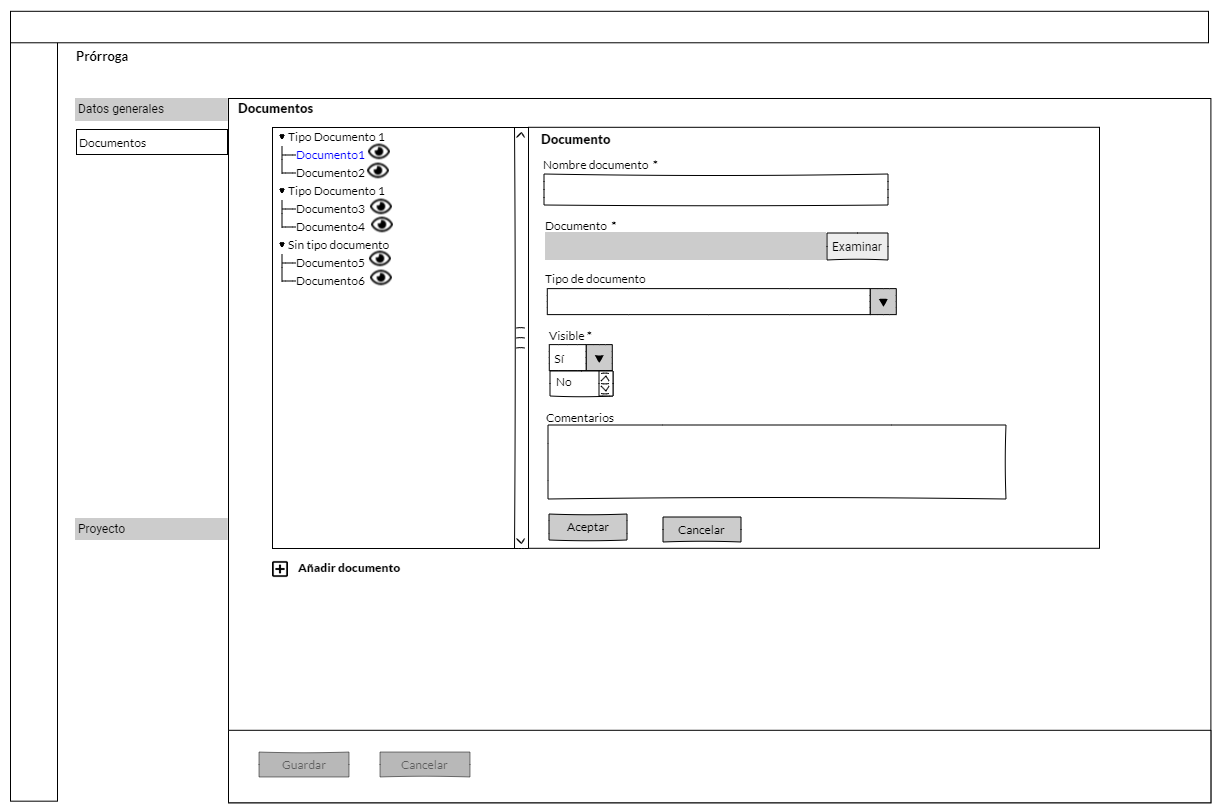 Prórroga
Datos generales
Documentos
Proyecto
Documentos
Tipo Documento 1
Documento1
Documento2
Tipo Documento 1
Documento3
Documento4
Sin tipo documento
Documento5
Documento6
Documento
Nombre documento *
Documento *
Examinar
Tipo de documento
Visible *
Sí
No
Comentarios
Aceptar
Cancelar
Añadir documento
Guardar
Cancelar